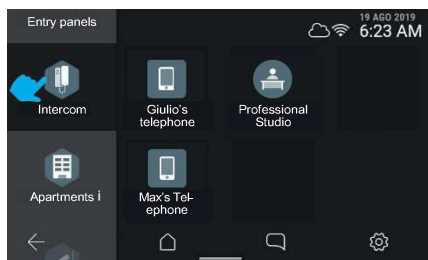 Entry panels
19 AGO 2019
6:23 AM
Intercom
Giulio's
telephone
Professional
Studio
Apartments i
Max's Tel-
ephone